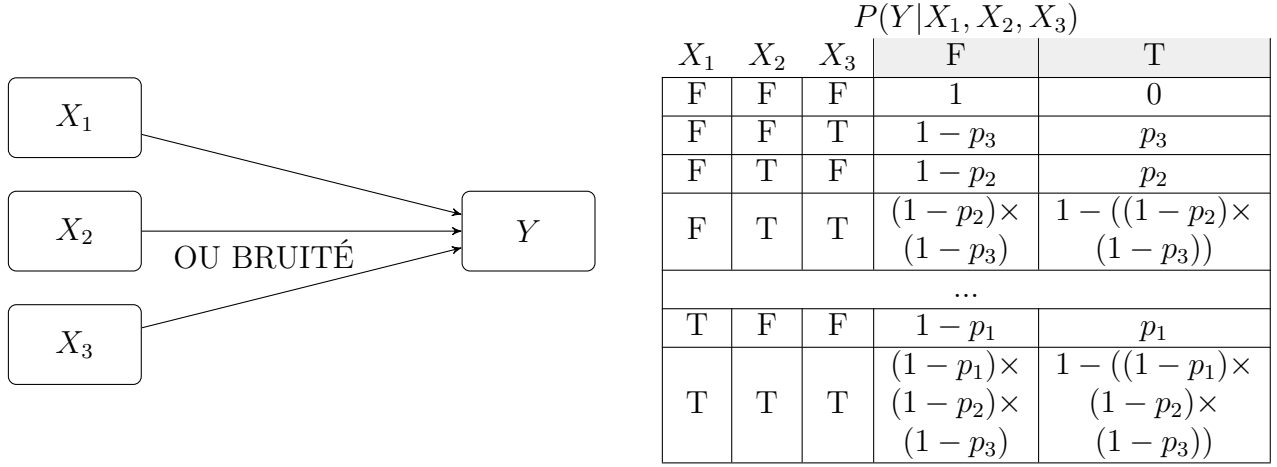 X₁
X₂
X₃
OU BRUITÉ
Y
P(Y|X₁, X₂, X₃)
X₁ X₂ X₃ F T
F F F 1 0
F F T 1 − p₃ p₃
F T F 1 − p₂ p₂
F T T (1 − p₂)× (1 − p₃) 1 − ((1 − p₂)× (1 − p₃))
...
T F F 1 − p₁ p₁
T T T (1 − p₁)× (1 − p₂)× (1 − p₃) 1 − ((1 − p₁)× (1 − p₂)× (1 − p₃))